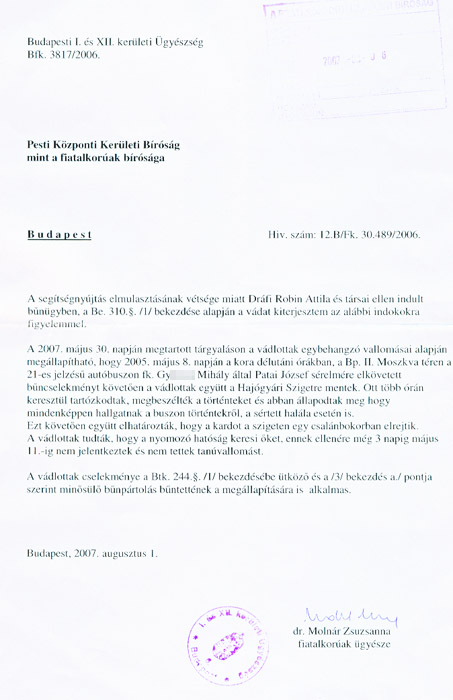 Budapesti I. és XII. kerületi Ügyészség
Bfk. 3817/2006.
Pesti Központi Kerületi Bíróság
mint a fiatalkorúak bírósága
Budapest
Hiv. szám: 12.B/Fk. 30.489/2006.
A segítségnyújtás elmulasztásának vétsége miatt Dráfi Robin Attila és társai ellen indult
bűnügyben, a Be. 310.§. /1/ bekezdése alapján a vádat kiterjesztem az alábbi indokokra
figyelemmel.
A 2007. május 30. napján megtartott tárgyaláson a vádlottak egybehangzó vallomásai alapján
megállapítható, hogy 2005. május 8. napján a kora délutáni órákban, a Bp. II. Moszkva téren a
21-es jelzésű autóbuszon fk. Gy Mihály által Patai József sérelmére elkövetett
bűncselekményt követően a vádlottak együtt a Hajógyári Szigetre mentek. Ott több órán
keresztül tartózkodtak, megbeszélték a történteket és abban állapodtak meg hogy
mindenképpen hallgatnak a buszon történtekről, a sértett halála esetén is.
Ezt követően együtt elhatározták, hogy a kardot a szigeten egy csalánbokorban elrejtik.
A vádlottak tudták, hogy a nyomozó hatóság keresi őket, ennek ellenére még 3 napig május
11.-ig nem jelentkeztek és nem tettek tanúvallomást.
A vádlottak cselekménye a Btk. 244.§. /1/ bekezdésébe ütköző és a /3/ bekezdés a./ pontja
szerint minősülő bűnpártolás bűntettének a megállapítására is alkalmas.
Budapest, 2007. augusztus 1.
dr. Molnár Zsuzsanna
fiatalkorúak ügyésze